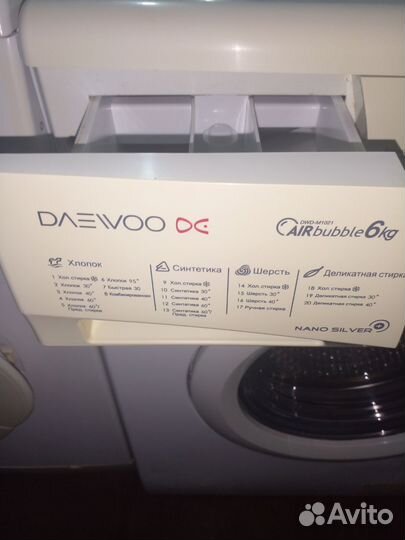 DAEWOO
DWD-M1021
AIRbubble 6kg
Хлопок
1 Хол.стирка
2 Хлопок 30°
3 Хлопок 40°
4 Хлопок 60°
5 Хлопок 60°/
Пред. стирка
6 Хлопок 95°
7 Быстрая 30
8 Комбинированная
Синтетика
9 Хол. стирка
10 Синтетика 30°
11 Синтетика 40°
12 Синтетика 60°
13 Синтетика 60°/
Пред. стирка
Шерсть
14 Хол. стирка
15 Шерсть 30°
16 Шерсть 40°
17 Ручная стирка
Деликатная стирка
18 Хол. стирка
19 Деликатная стирка 30°
20 Деликатная стирка 40°
NANO SILVER
Avito